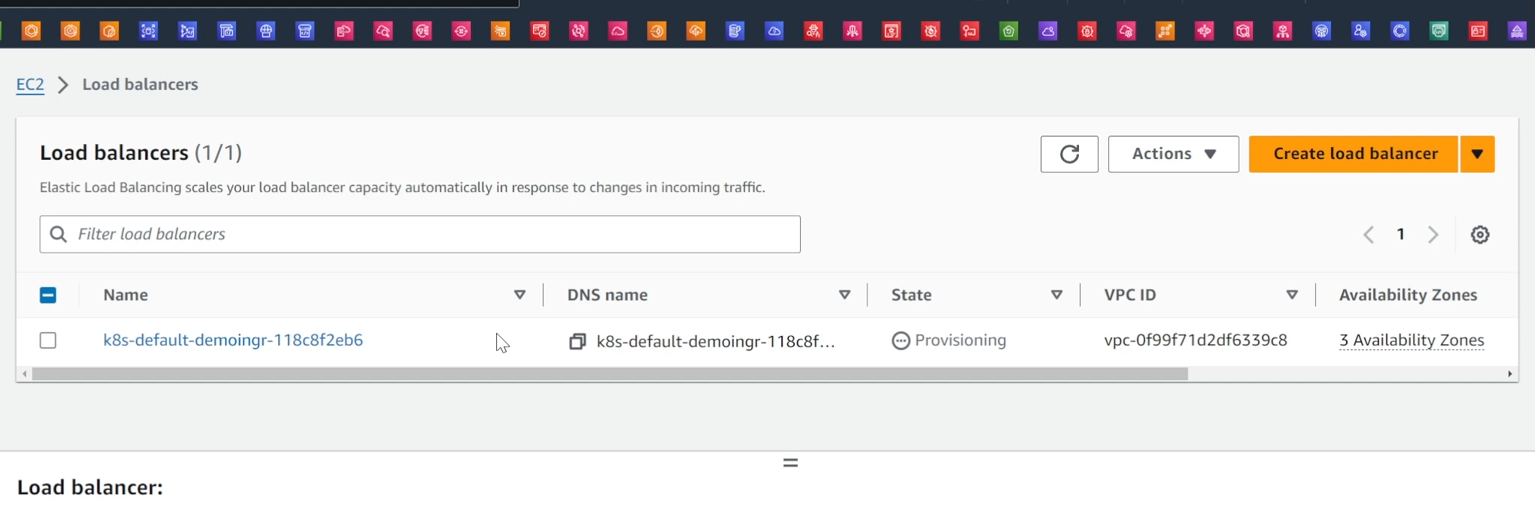 EC2 Load balancers
Load balancers (1/1)
Actions
Create load balancer
Elastic Load Balancing scales your load balancer capacity automatically in response to changes in incoming traffic.
Filter load balancers
1
Name DNS name State VPC ID Availability Zones
k8s-default-demoingr-118c8f2eb6 k8s-default-demoingr-118c8f... Provisioning vpc-0f99f71d2df6339c8 3 Availability Zones
Load balancer: